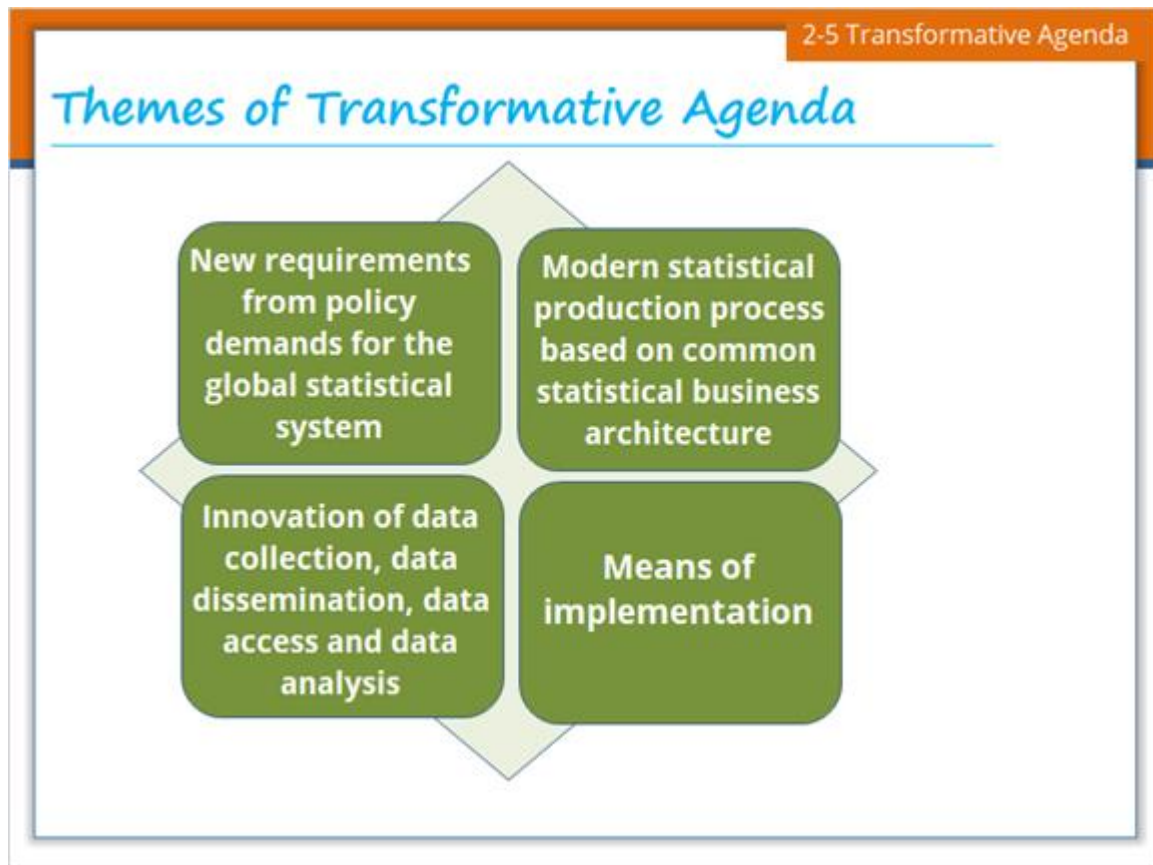 2-5 Transformative Agenda
Themes of Transformative Agenda
New requirements
from policy
demands for the
global statistical
system
Modern statistical
production process
based on common
statistical business
architecture
Innovation of data
collection, data
dissemination, data
access and data
analysis
Means of
implementation